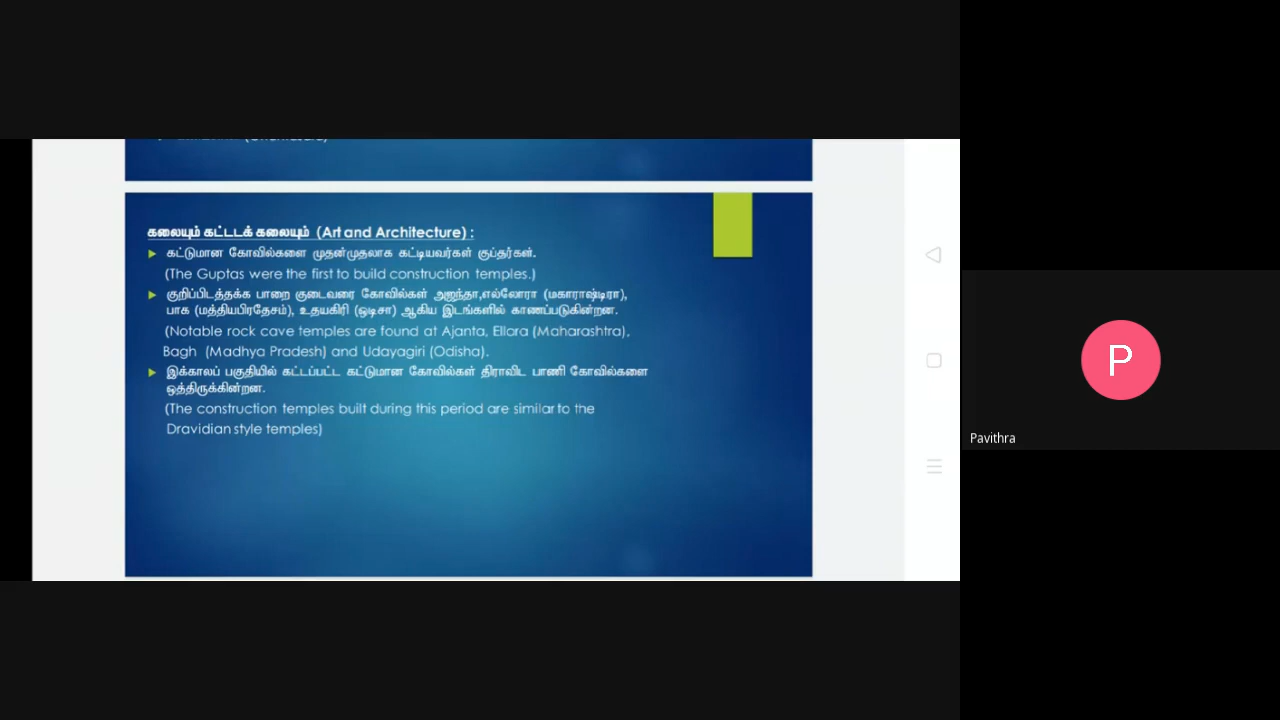 கலையும் கட்டடக் கலையும் (Art and Architecture) :
கட்டுமான கோவில்களை முதன்முதலாக கட்டியவர்கள் குப்தர்கள்.
(The Guptas were the first to build construction temples.)
குறிப்பிடத்தக்க பாறை குடைவரை கோவில்கள் அஜந்தா,எல்லோரா (மகாராஷ்டிரா),
பாக (மத்தியபிரதேசம்), உதயகிரி (ஒடிசா) ஆகிய இடங்களில் காணப்படுகின்றன.
(Notable rock cave temples are found at Ajanta, Ellora (Maharashtra),
Bagh (Madhya Pradesh) and Udayagiri (Odisha).
இக்காலப் பகுதியில் கட்டப்பட்ட கட்டுமான கோவில்கள் திராவிட பாணி கோவில்களை
ஒத்திருக்கின்றன.
(The construction temples built during this period are similar to the
Dravidian style temples)
P
Pavithra